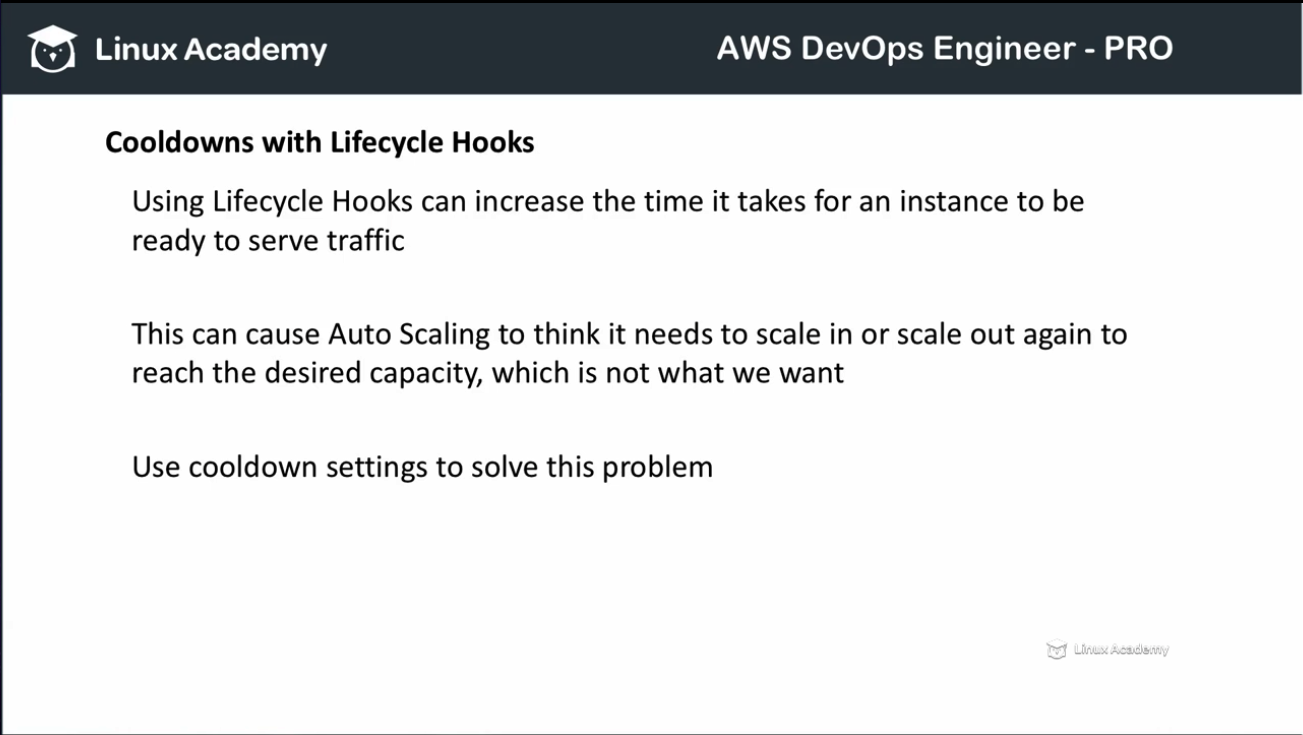 Linux Academy
AWS DevOps Engineer - PRO
Cooldowns with Lifecycle Hooks
Using Lifecycle Hooks can increase the time it takes for an instance to be
ready to serve traffic
This can cause Auto Scaling to think it needs to scale in or scale out again to
reach the desired capacity, which is not what we want
Use cooldown settings to solve this problem
Linux Academy